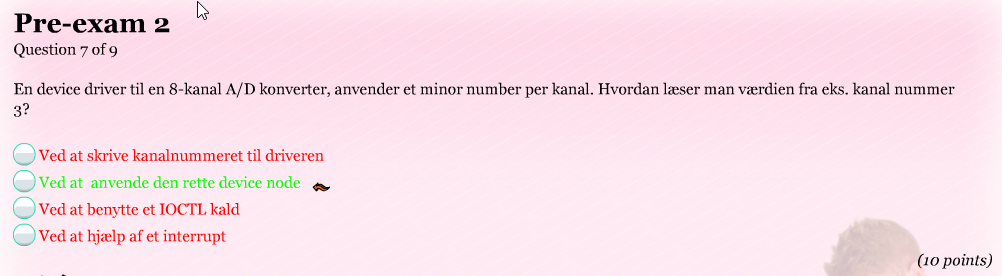 Pre-exam 2
Question 7 of 9
En device driver til en 8-kanal A/D konverter, anvender et minor number per kanal. Hvordan læser man værdien fra eks. kanal nummer
3?
Ved at skrive kanalnummeret til driveren
Ved at anvende den rette device node
Ved at benytte et IOCTL kald
Ved at hjælp af et interrupt
(10 points)